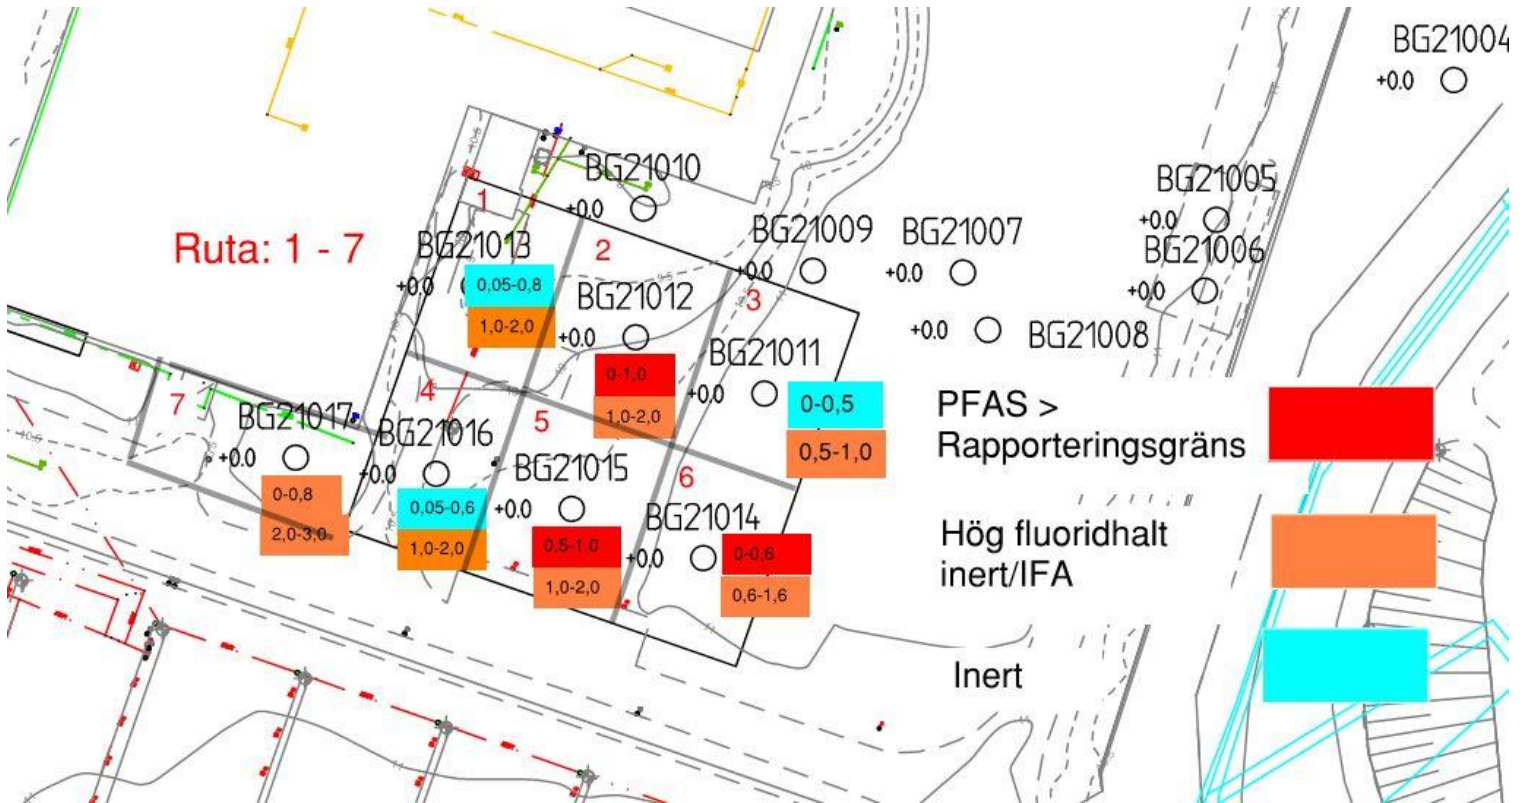 BG21004
+0.0
BG21010
+0.0
BG21005
+0.0
1
Ruta: 1 - 7
BG21013
+0.0
0,05-0,8
1,0-2,0
2
BG21009
+0.0
BG21007
+0.0
BG21006
+0.0
BG21012
+0.0
3
BG21008
+0.0
0-1,0
1,0-2,0
BG21011
+0.0
0-0,5
0,5-1,0
PFAS >
Rapporteringsgräns
4
5
7
BG21017
+0.0
0-0,8
2,0-3,0
BG21016
+0.0
0,05-0,6
1,0-2,0
BG21015
+0.0
0,5-1,0
1,0-2,0
6
BG21014
+0.0
0-0,6
0,6-1,6
Hög fluoridhalt
inert/IFA
Inert